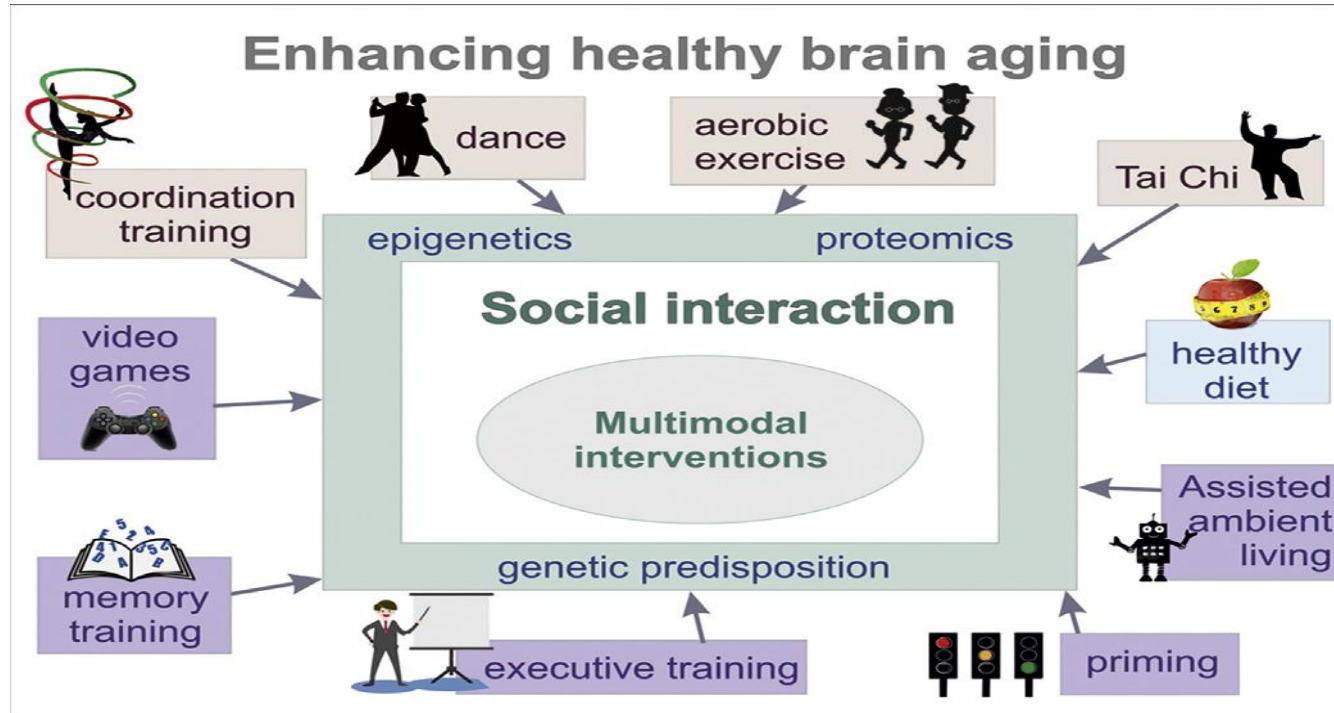 Enhancing healthy brain aging
dance
aerobic
exercise
Tai Chi
coordination
training
epigenetics
proteomics
Social interaction
video
games
healthy
diet
Multimodal
interventions
Assisted
ambient
living
memory
training
genetic predisposition
executive training
priming